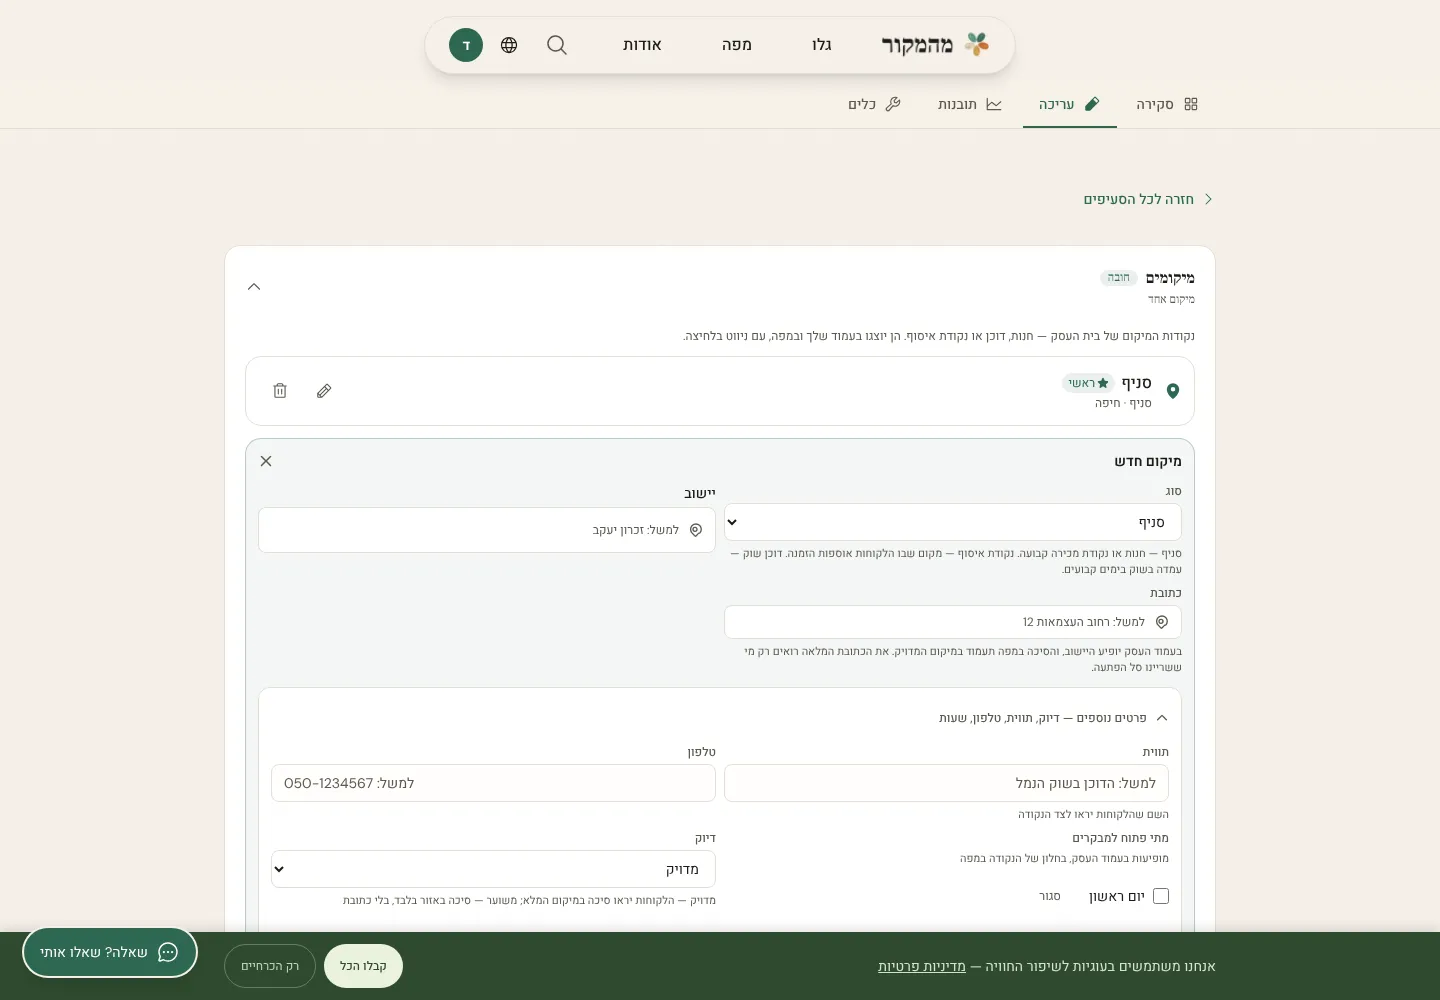 מהמקור
גלו
מפה
אודות
ד
סקירה
עריכה
תובנות
כלים
חזרה לכל הסעיפים
מיקומים חובה
מיקום אחד
נקודות המיקום של בית העסק — חנות, דוכן או נקודת איסוף. הן יוצגו בעמוד שלך ובמפה, עם ניווט בלחיצה.
סניף ראשי
סניף · חיפה
מיקום חדש
סוג
סניף
סניף — חנות או נקודת מכירה קבועה. נקודת איסוף — מקום שבו הלקוחות אוספות הזמנה. דוכן שוק —
עמדה בשוק בימים קבועים.
יישוב
למשל: זכרון יעקב
כתובת
למשל: רחוב העצמאות 12
בעמוד העסק יופיע היישוב, והסיכה במפה תעמוד במיקום המדויק. את הכתובת המלאה רואים רק מי
ששריינו סל הפתעה.
פרטים נוספים — דיוק, תווית, טלפון, שעות
תווית
למשל: הדוכן בשוק הנמל
השם שהלקוחות יראו לצד הנקודה
טלפון
למשל: 050-1234567
מתי פתוח למבקרים
מופיעות בעמוד העסק, בחלון של הנקודה במפה
יום ראשון
סגור
דיוק
מדויק
מדויק — הלקוחות יראו סיכה במיקום המלא; משוער — סיכה באזור בלבד, בלי כתובת
אנחנו משתמשים בעוגיות לשיפור החוויה — מדיניות פרטיות
קבלו הכל
רק הכרחיים
שאלה? שאלו אותי